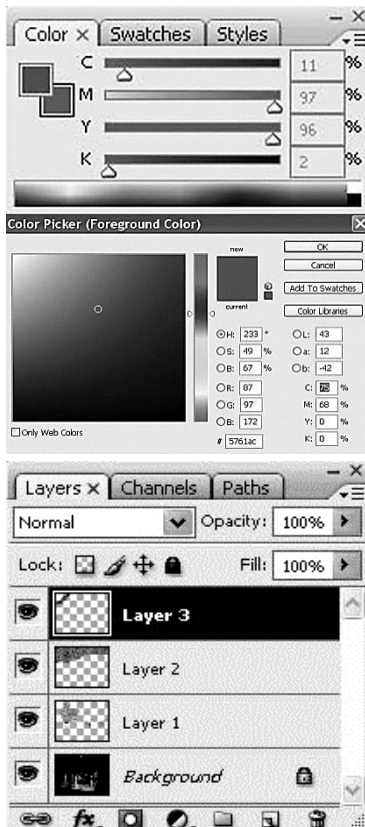 Color × Swatches Styles
C 11 %
M 97 %
Y 96 %
K 2 %
Color Picker (Foreground Color)
new
current
OK
Cancel
Add To Swatches
Color Libraries
H: 233 ° L: 43
S: 49 % a: 12
B: 67 % b: -42
R: 87 C: %
G: 97 M: 68 %
B: 172 Y: 0 %
# 5761ac K: 0 %
Only Web Colors
Layers × Channels Paths
Normal Opacity: 100%
Lock: Fill: 100%
Layer 3
Layer 2
Layer 1
Background
fx